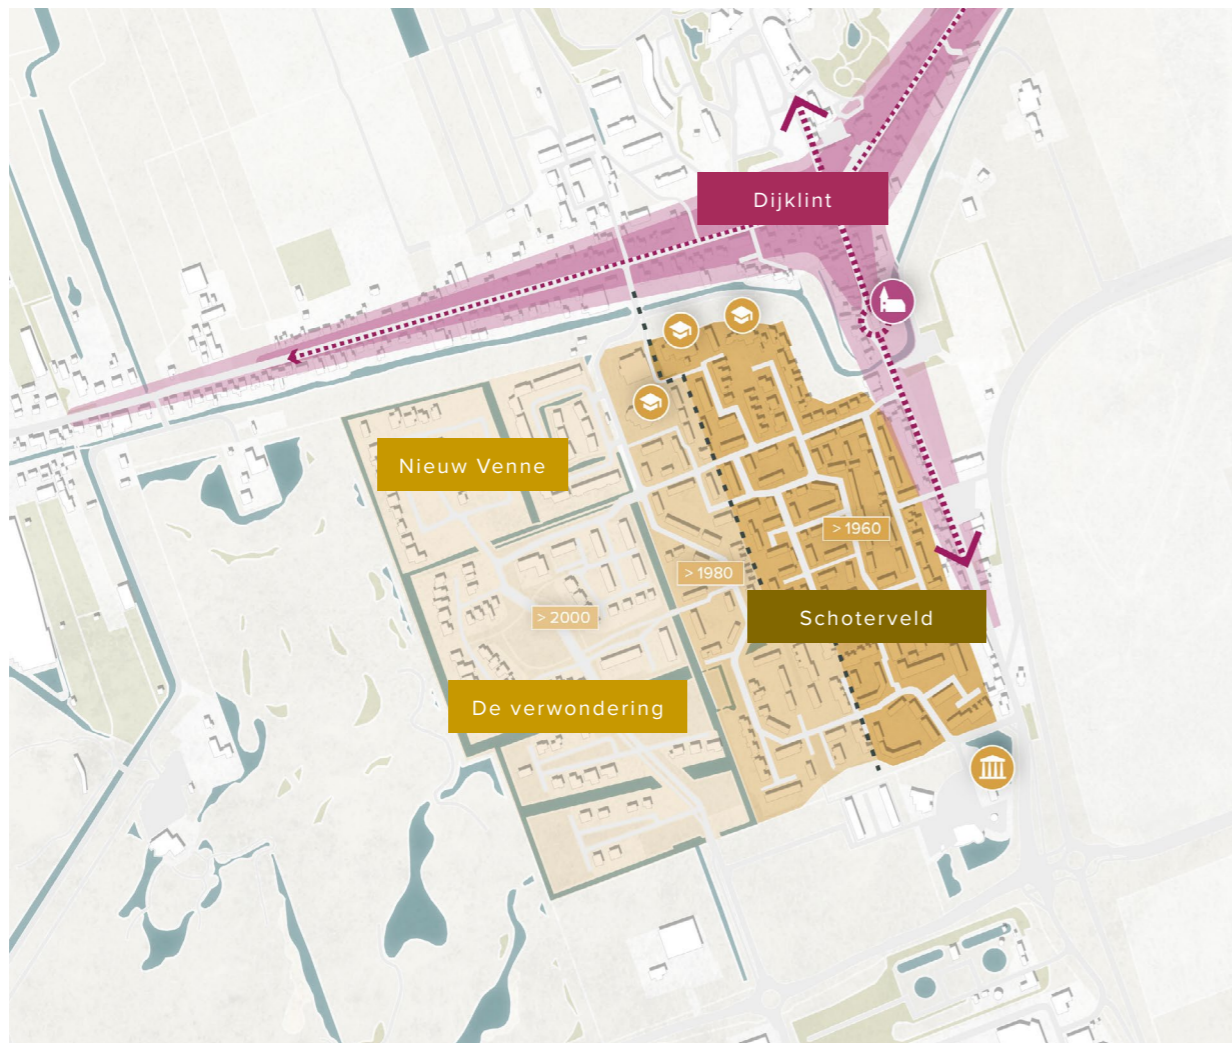 Dijklint
Nieuw Venne
> 1960
> 1980
> 2000
Schoterveld
De verwondering